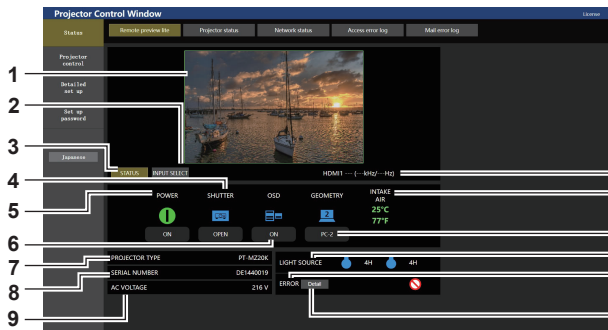 Projector Control Window
License
Status
Remote preview lite
Projector status
Network status
Access error log
Mail error log
Projector
control
Detailed
set up
Set up
password
Japanese
1
2
3
4
5
6
7
8
9
STATUS
INPUT SELECT
HDMI1 --- (---kHz/---Hz)
POWER
SHUTTER
OSD
GEOMETRY
INTAKE
AIR
2
25°C
77°F
ON
OPEN
ON
PC-2
PROJECTOR TYPE
PT-MZ20K
SERIAL NUMBER
DE1440019
AC VOLTAGE
216 V
LIGHT SOURCE
4H
4H
ERROR
Detail